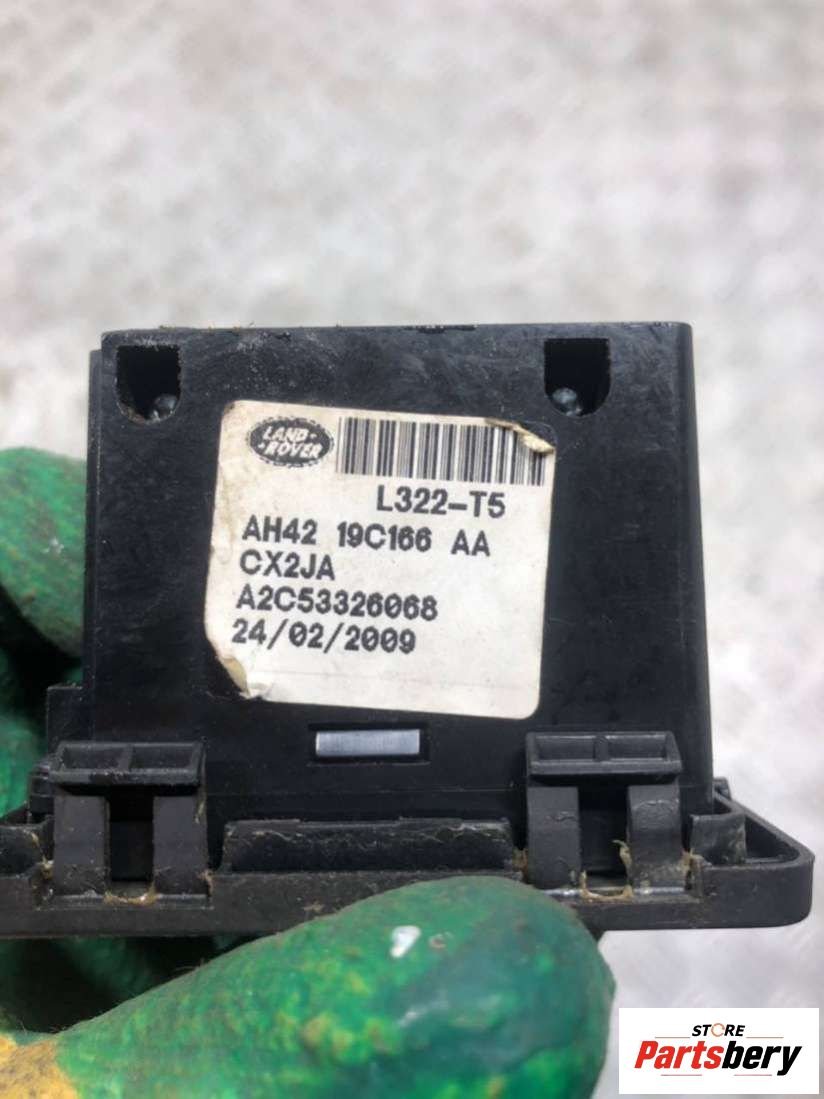 LAND-
-ROVER
L322-T5
AH42 19C166 AA
CX2JA
A2C53326068
24/02/2009
STORE
Partsbery